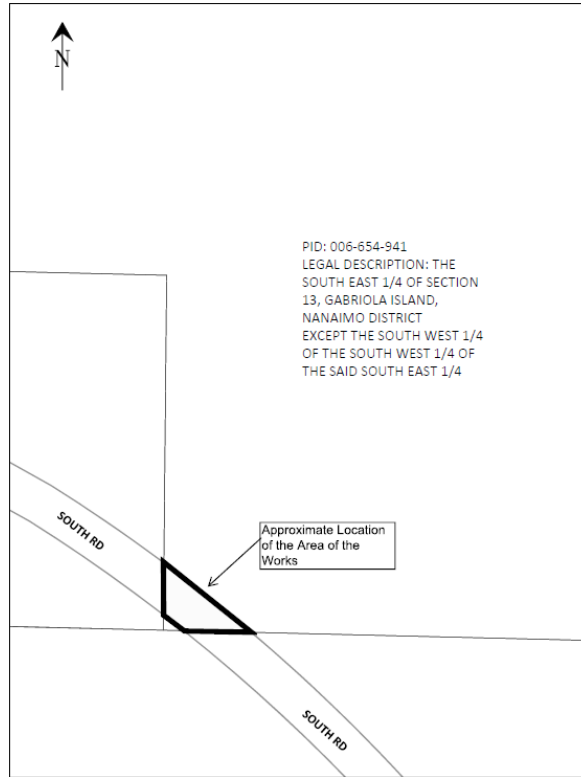 N
PID: 006-654-941
LEGAL DESCRIPTION: THE
SOUTH EAST 1/4 OF SECTION
13, GABRIOLA ISLAND,
NANAIMO DISTRICT
EXCEPT THE SOUTH WEST 1/4
OF THE SOUTH WEST 1/4 OF
THE SAID SOUTH EAST 1/4
SOUTH RD
Approximate Location
of the Area of the
Works
SOUTH RD